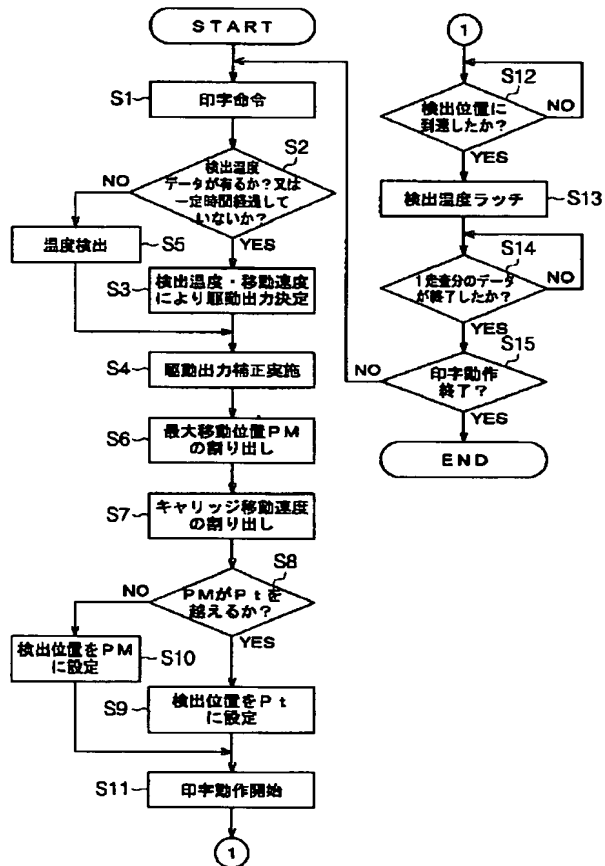 START
S1
印字命令
S2
検出温度
データが有るか?又は
一定時間経過して
いないか?
NO
YES
温度検出
S5
S3
検出温度・移動速度
により駆動出力決定
S4
駆動出力補正実施
S6
最大移動位置PM
の割り出し
S7
キャリッジ移動速度
の割り出し
S8
PMがPtを
越えるか?
NO
YES
検出位置をPM
に設定
S10
S9
検出位置をPt
に設定
S11
印字動作開始
1
1
S12
検出位置に
到達したか?
NO
YES
検出温度ラッチ
S13
S14
1走査分のデータ
が終了したか?
NO
YES
S15
印字動作
終了?
NO
YES
END